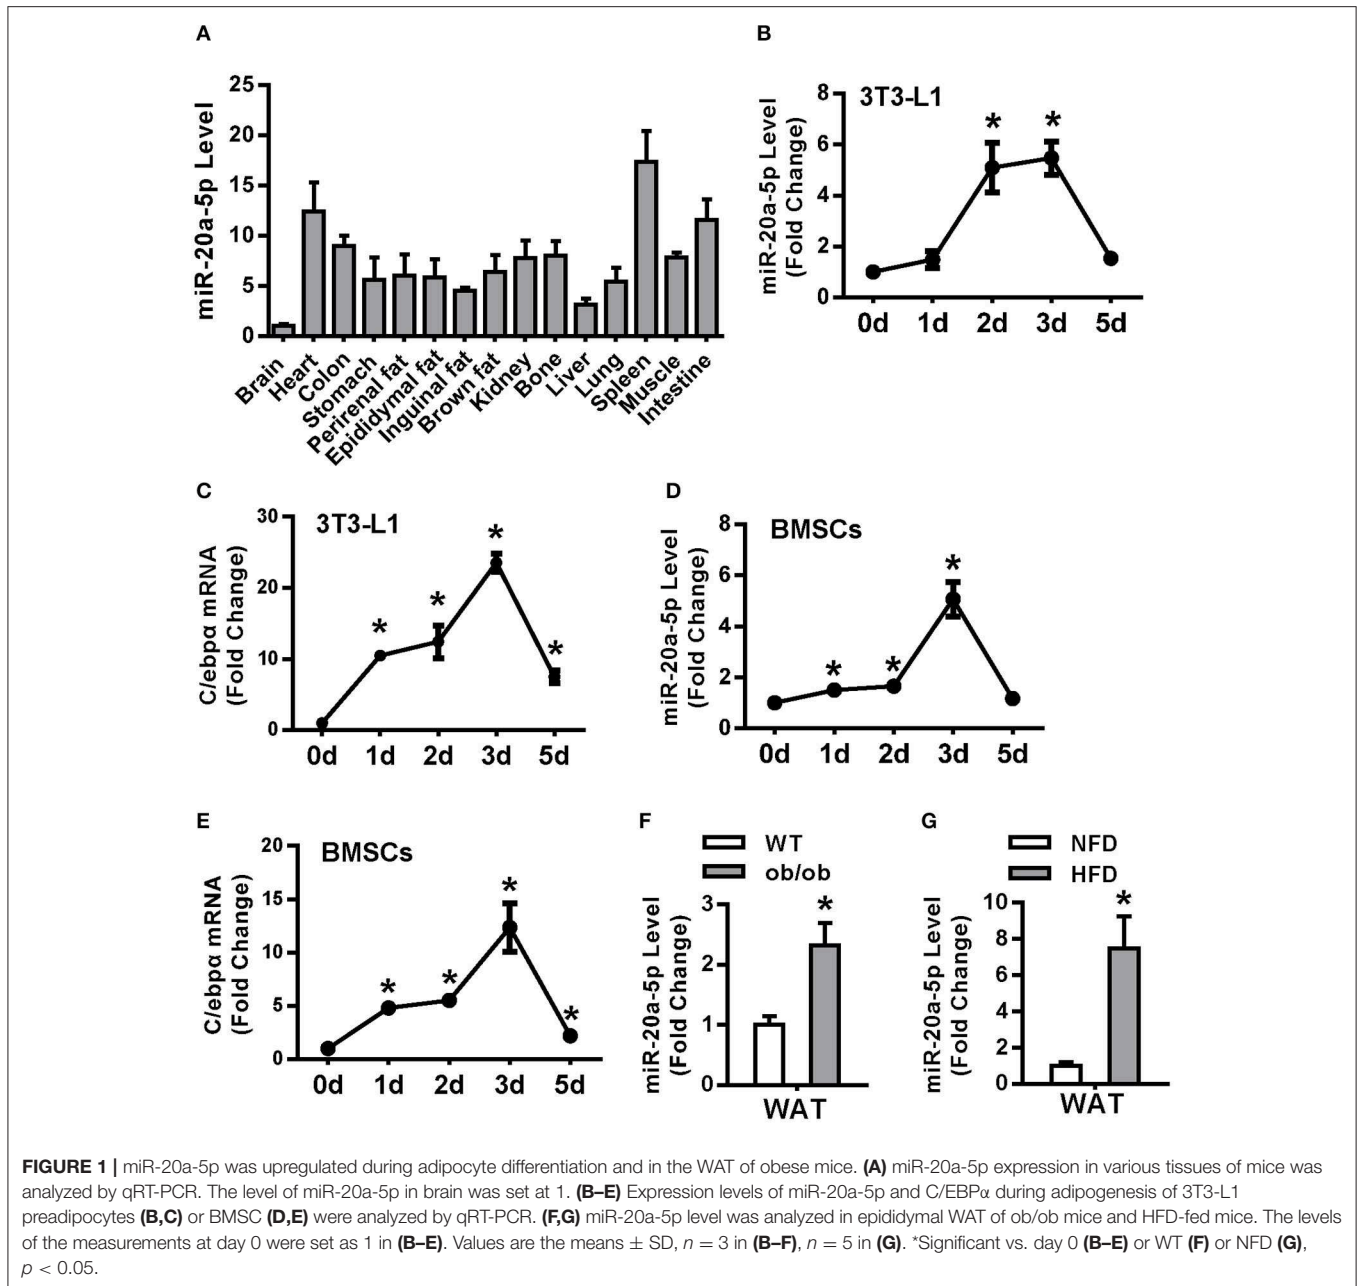 A
miR-20a-5p Level
25
20
15
10
5
0
Brain
Heart
Colon
Stomach
Perirenal fat
Epididymal fat
Inguinal fat
Brown fat
Kidney
Bone
Liver
Lung
Spleen
Muscle
Intestine
B
3T3-L1
miR-20a-5p Level
(Fold Change)
8
6
4
2
0
* *
0d 1d 2d 3d 5d
C
3T3-L1
C/ebpα mRNA
(Fold Change)
30
20
10
0
* * * *
0d 1d 2d 3d 5d
D
BMSCs
miR-20a-5p Level
(Fold Change)
8
6
4
2
0
* * *
0d 1d 2d 3d 5d
E
BMSCs
C/ebpα mRNA
(Fold Change)
20
15
10
5
0
* * * *
0d 1d 2d 3d 5d
F
WT
ob/ob
miR-20a-5p Level
(Fold Change)
3
2
1
0
*
WAT
G
NFD
HFD
miR-20a-5p Level
(Fold Change)
10
8
6
4
2
0
*
WAT
FIGURE 1 | miR-20a-5p was upregulated during adipocyte differentiation and in the WAT of obese mice. (A) miR-20a-5p expression in various tissues of mice was
analyzed by qRT-PCR. The level of miR-20a-5p in brain was set at 1. (B–E) Expression levels of miR-20a-5p and C/EBPα during adipogenesis of 3T3-L1
preadipocytes (B,C) or BMSC (D,E) were analyzed by qRT-PCR. (F,G) miR-20a-5p level was analyzed in epididymal WAT of ob/ob mice and HFD-fed mice. The levels
of the measurements at day 0 were set as 1 in (B–E). Values are the means ± SD, n = 3 in (B–F), n = 5 in (G). *Significant vs. day 0 (B–E) or WT (F) or NFD (G),
p < 0.05.